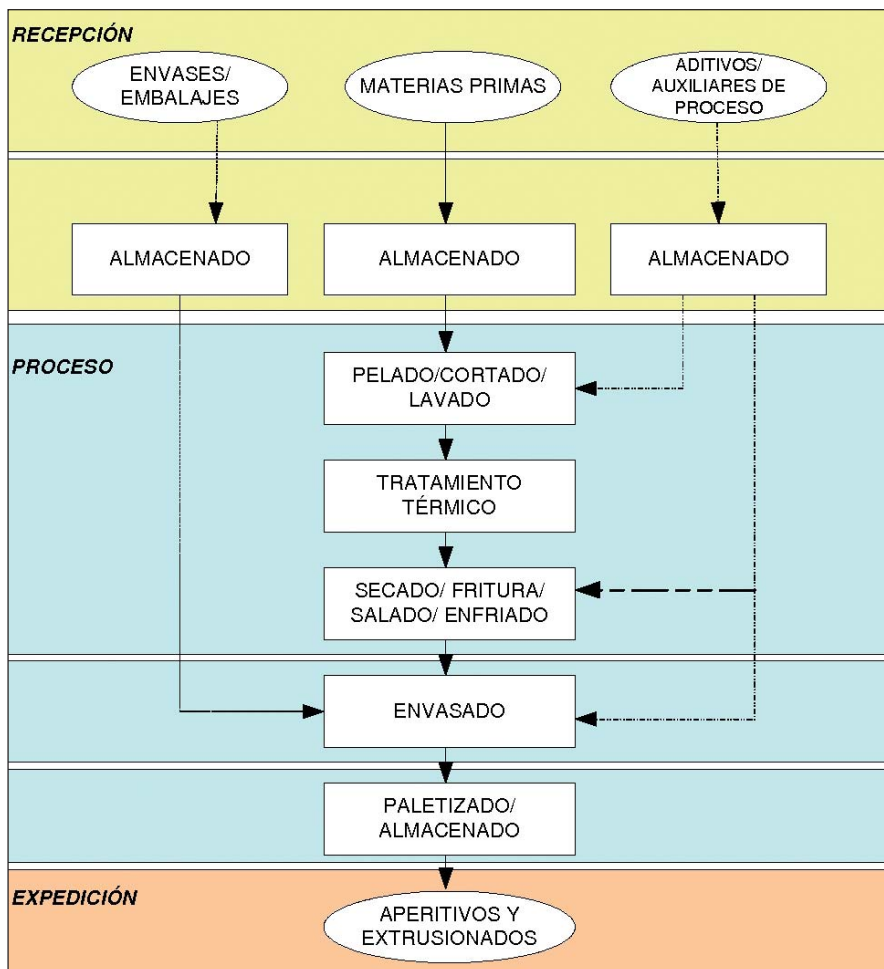 RECEPCIÓN
ENVASES/
EMBALAJES
MATERIAS PRIMAS
ADITIVOS/
AUXILIARES DE
PROCESO
ALMACENADO
ALMACENADO
ALMACENADO
PROCESO
PELADO/CORTADO/
LAVADO
TRATAMIENTO
TÉRMICO
SECADO/ FRITURA/
SALADO/ ENFRIADO
ENVASADO
PALETIZADO/
ALMACENADO
EXPEDICIÓN
APERITIVOS Y
EXTRUSIONADOS